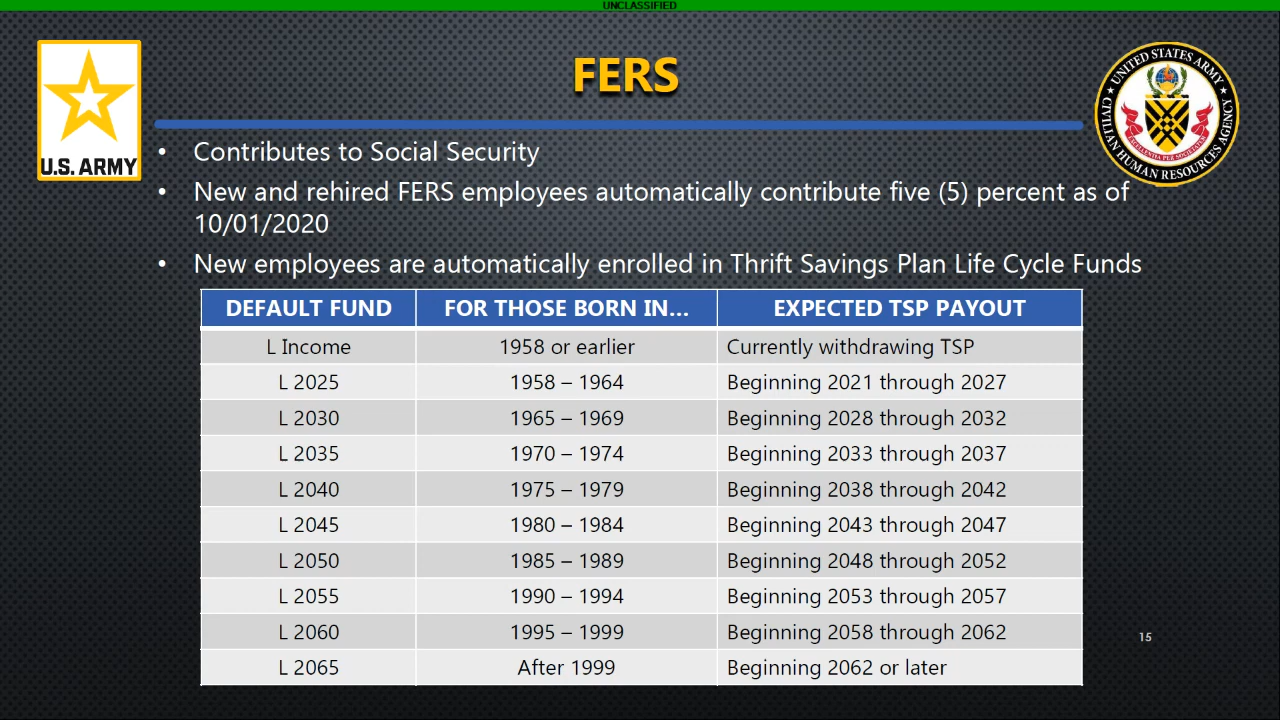 UNCLASSIFIED
FERS
U.S. ARMY
UNITED STATES ARMY
CIVILIAN HUMAN RESOURCES AGENCY
• Contributes to Social Security
• New and rehired FERS employees automatically contribute five (5) percent as of
10/01/2020
• New employees are automatically enrolled in Thrift Savings Plan Life Cycle Funds
DEFAULT FUND FOR THOSE BORN IN... EXPECTED TSP PAYOUT
L Income 1958 or earlier Currently withdrawing TSP
L 2025 1958 – 1964 Beginning 2021 through 2027
L 2030 1965 – 1969 Beginning 2028 through 2032
L 2035 1970 – 1974 Beginning 2033 through 2037
L 2040 1975 – 1979 Beginning 2038 through 2042
L 2045 1980 – 1984 Beginning 2043 through 2047
L 2050 1985 – 1989 Beginning 2048 through 2052
L 2055 1990 – 1994 Beginning 2053 through 2057
L 2060 1995 – 1999 Beginning 2058 through 2062
L 2065 After 1999 Beginning 2062 or later
15